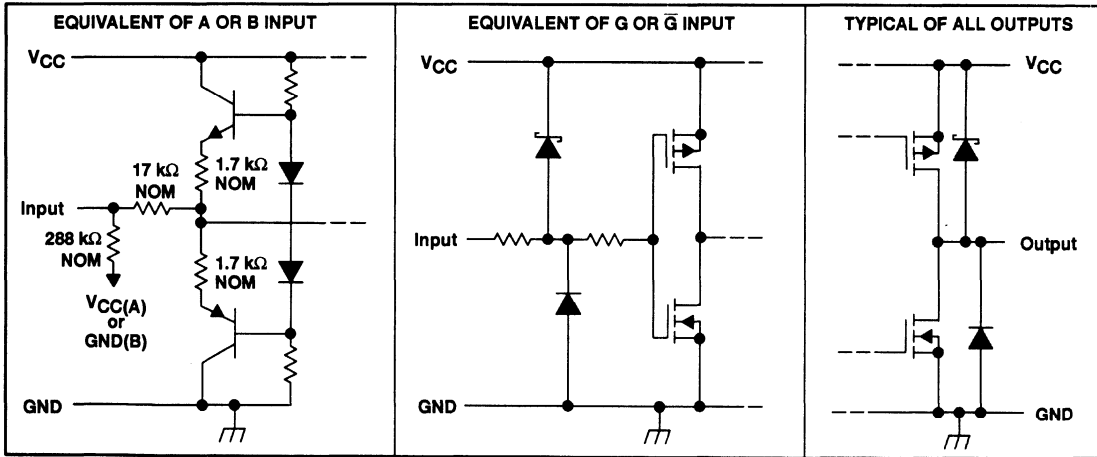 EQUIVALENT OF A OR B INPUT
VCC
17 kΩ
NOM
1.7 kΩ
NOM
Input
288 kΩ
NOM
1.7 kΩ
NOM
VCC(A)
or
GND(B)
GND
EQUIVALENT OF G OR G̅ INPUT
VCC
Input
GND
TYPICAL OF ALL OUTPUTS
VCC
Output
GND